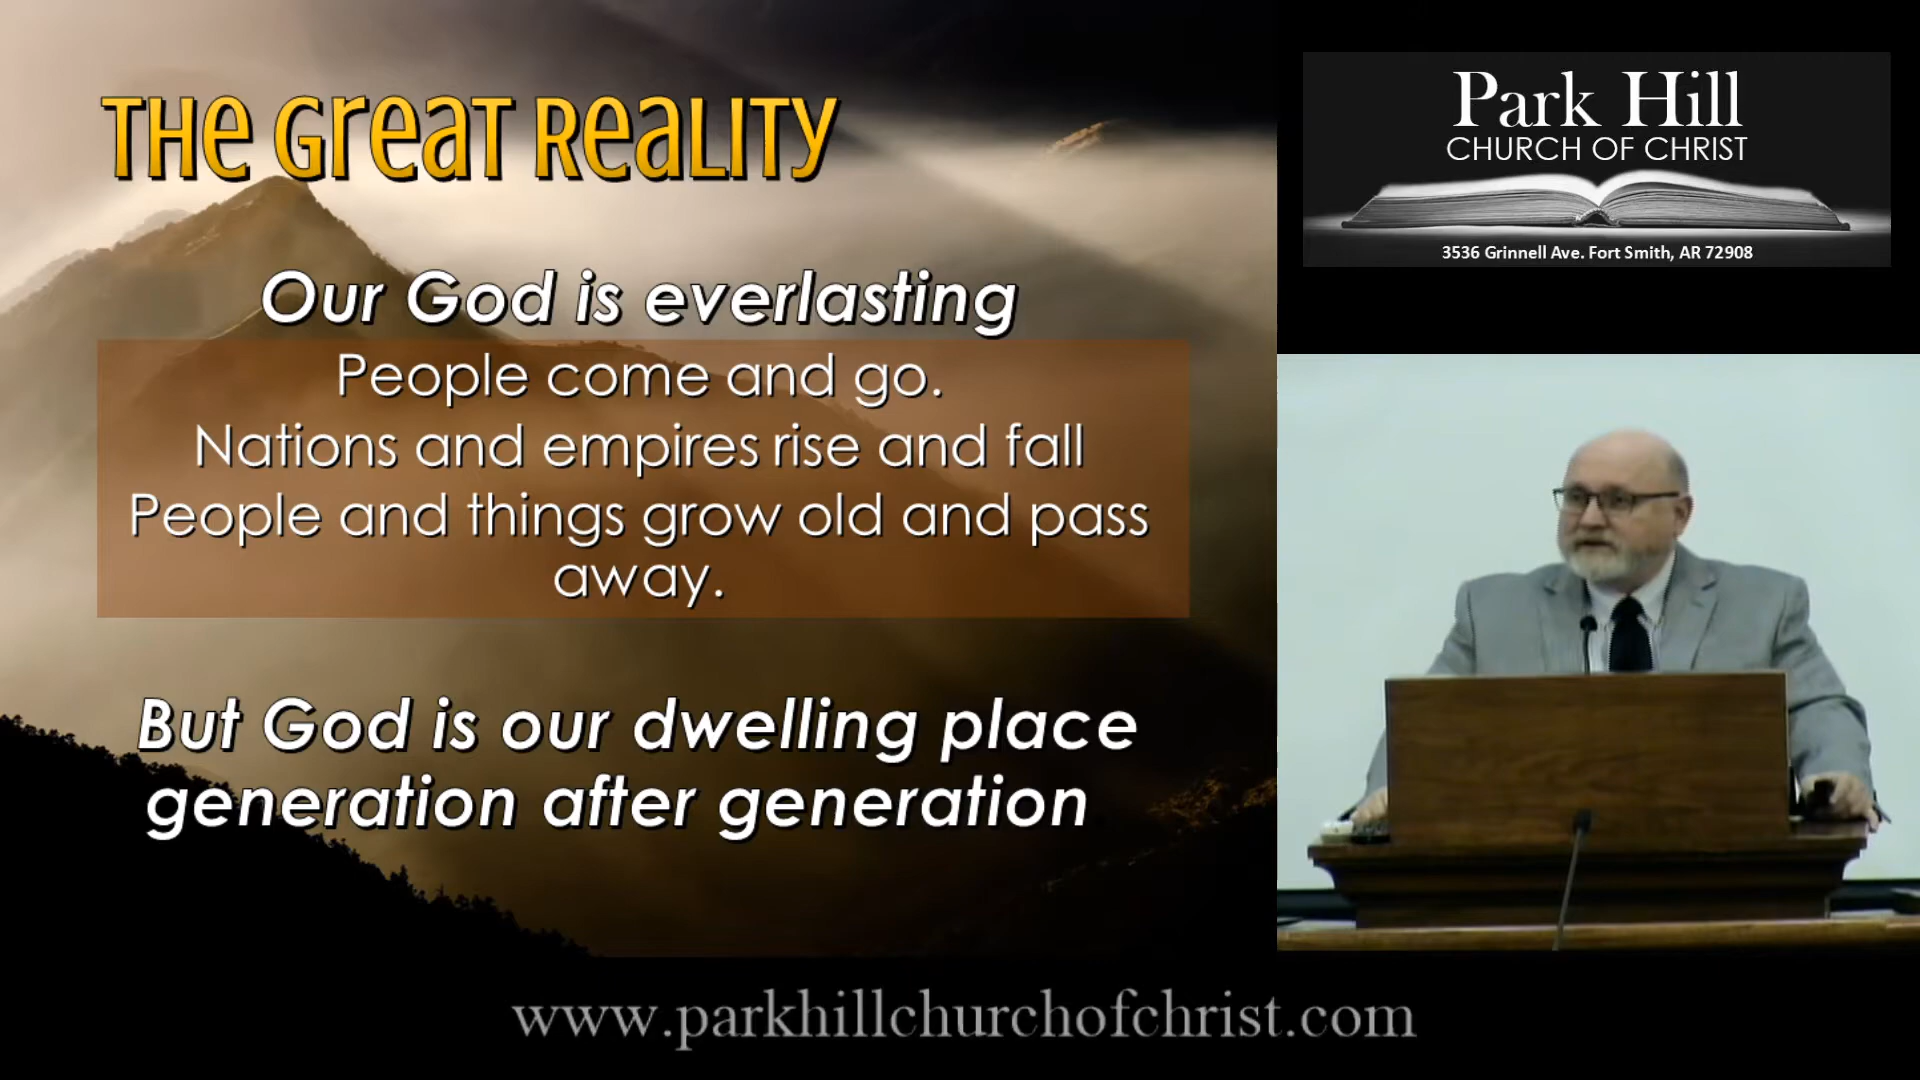 THE GREAT REALITY
Our God is everlasting
People come and go.
Nations and empires rise and fall
People and things grow old and pass
away.
But God is our dwelling place
generation after generation
Park Hill
CHURCH OF CHRIST
3536 Grinnell Ave. Fort Smith, AR 72908
www.parkhillchurchofchrist.com